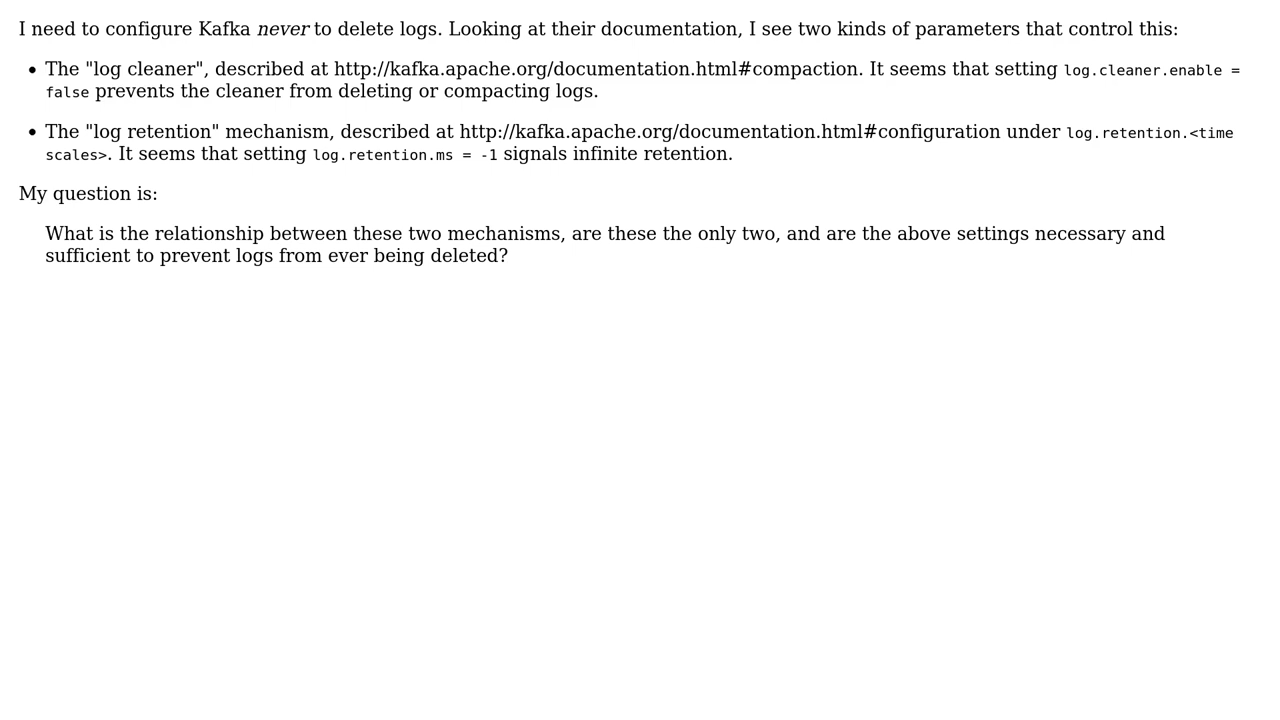 I need to configure Kafka never to delete logs. Looking at their documentation, I see two kinds of parameters that control this:
The "log cleaner", described at http://kafka.apache.org/documentation.html#compaction. It seems that setting log.cleaner.enable =
false prevents the cleaner from deleting or compacting logs.
The "log retention" mechanism, described at http://kafka.apache.org/documentation.html#configuration under log.retention.<time
scales>. It seems that setting log.retention.ms = -1 signals infinite retention.
My question is:
What is the relationship between these two mechanisms, are these the only two, and are the above settings necessary and
sufficient to prevent logs from ever being deleted?